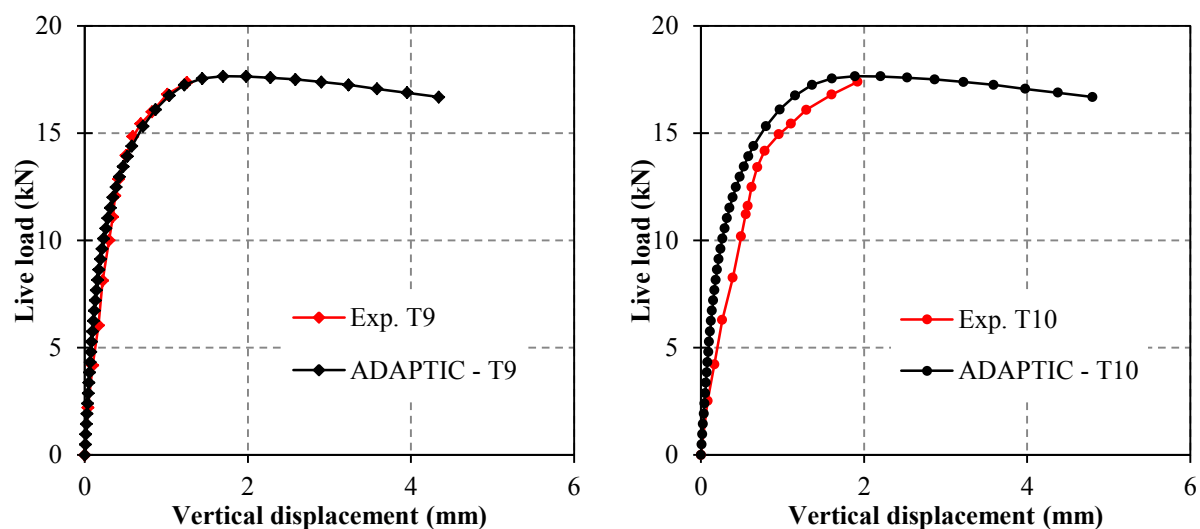 20
15
10
5
0
Live load (kN)
Exp. T9
ADAPTIC - T9
0 2 4 6
Vertical displacement (mm)
20
15
10
5
0
Live load (kN)
Exp. T10
ADAPTIC - T10
0 2 4 6
Vertical displacement (mm)